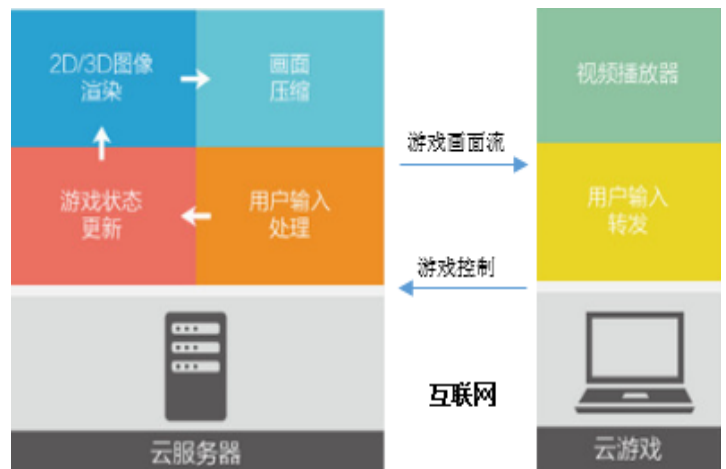 2D/3D图像
渲染
画面
压缩
游戏状态
更新
用户输入
处理
云服务器
游戏画面流
游戏控制
互联网
视频播放器
用户输入
转发
云游戏